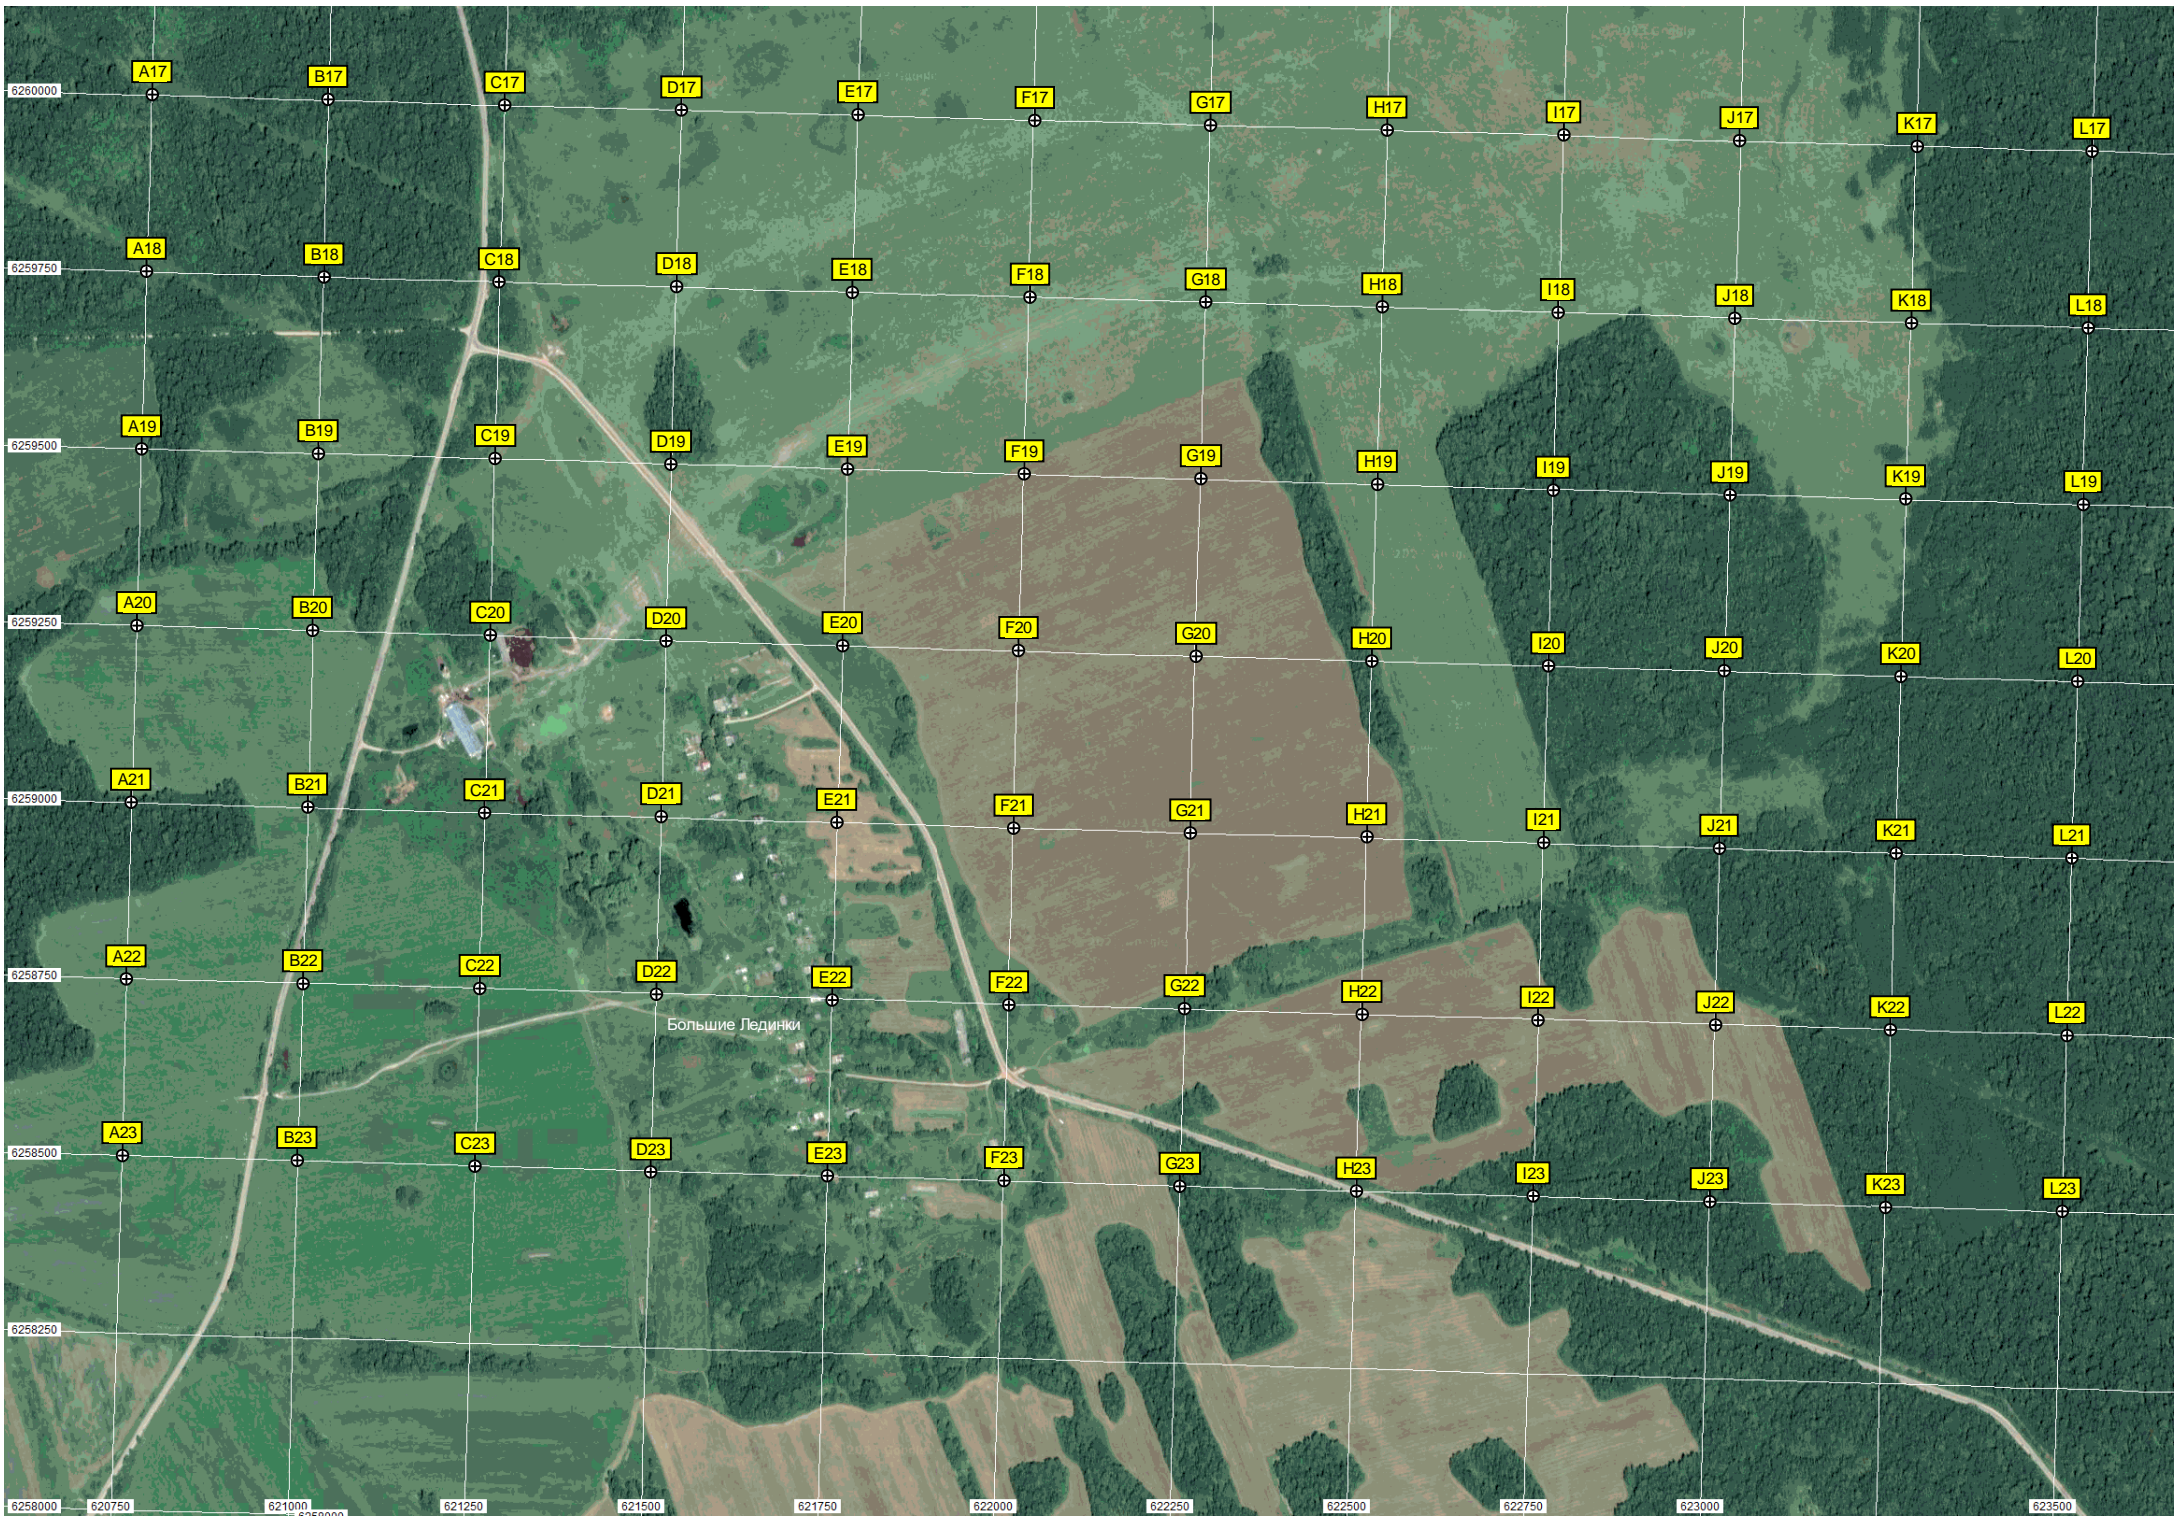 A17 B17 C17 D17 E17 F17 G17 H17 I17 J17 K17 L17
6260000
A18 B18 C18 D18 E18 F18 G18 H18 I18 J18 K18 L18
6259750
A19 B19 C19 D19 E19 F19 G19 H19 I19 J19 K19 L19
6259500
A20 B20 C20 D20 E20 F20 G20 H20 I20 J20 K20 L20
6259250
A21 B21 C21 D21 E21 F21 G21 H21 I21 J21 K21 L21
6259000
A22 B22 C22 D22 E22 F22 G22 H22 I22 J22 K22 L22
6258750
Большие Лединки
A23 B23 C23 D23 E23 F23 G23 H23 I23 J23 K23 L23
6258500
6258250
6258000 620750 621000 621250 621500 621750 622000 622250 622500 622750 623000 623500